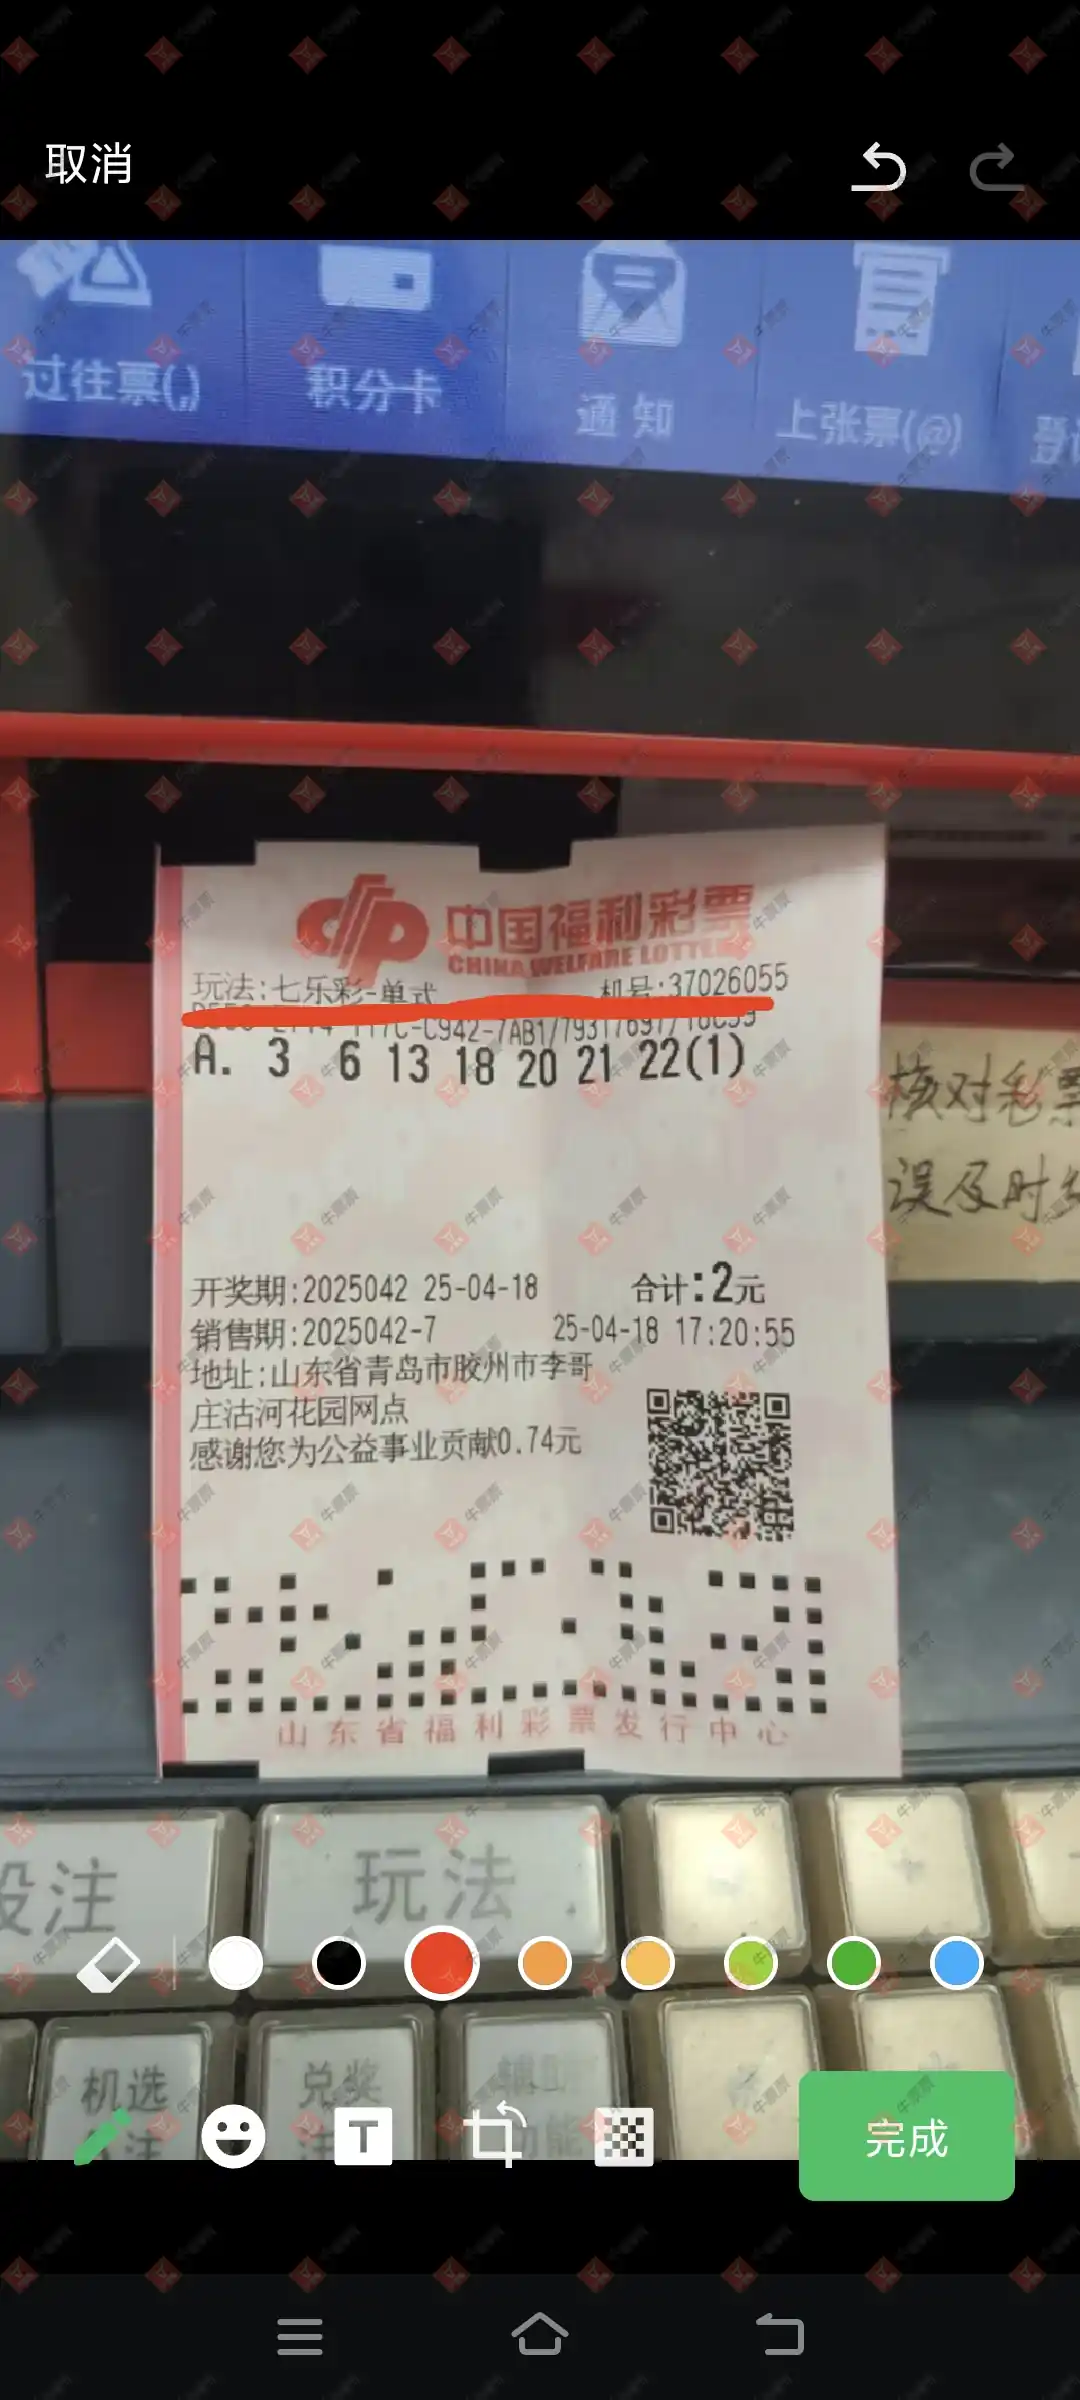 取消
过往票(,)
积分卡
通 知
上张票(@)
中国福利彩票
CHINA WELFARE LOTTERY
玩法:七乐彩-单式
机号:37026055
A. 3 6 13 18 20 21 22(1)
核对彩票
误及时
开奖期:2025042 25-04-18
合计:2元
销售期:2025042-7
25-04-18 17:20:55
地址:山东省青岛市胶州市李哥
庄沽河花园网点
感谢您为公益事业贡献0.74元
山东省福利彩票发行中心
投注
玩法
机选
兑奖
T
完成
牛票票